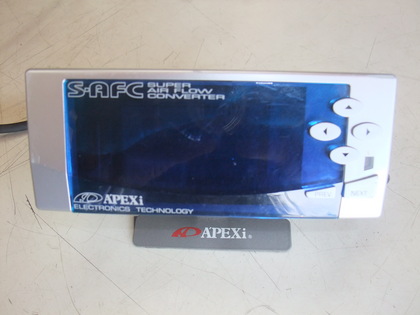 S-AFC SUPER
AIR FLOW
CONVERTER
APEXi
ELECTRONICS TECHNOLOGY
NEXT
APEXi®